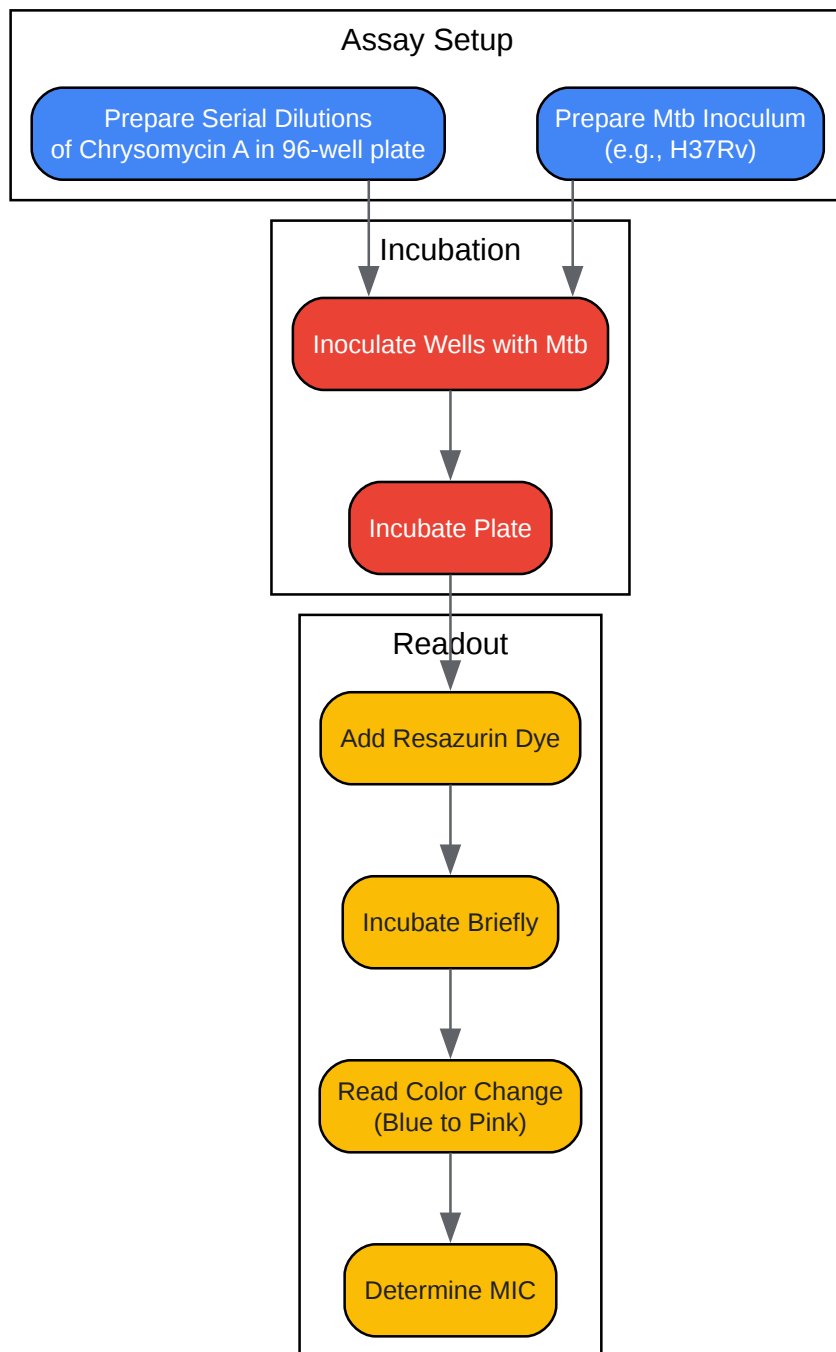 Assay Setup
Prepare Serial Dilutions
of Chrysomycin A in 96-well plate
Prepare Mtb Inoculum
(e.g., H37Rv)
Incubation
Inoculate Wells with Mtb
Incubate Plate
Readout
Add Resazurin Dye
Incubate Briefly
Read Color Change
(Blue to Pink)
Determine MIC